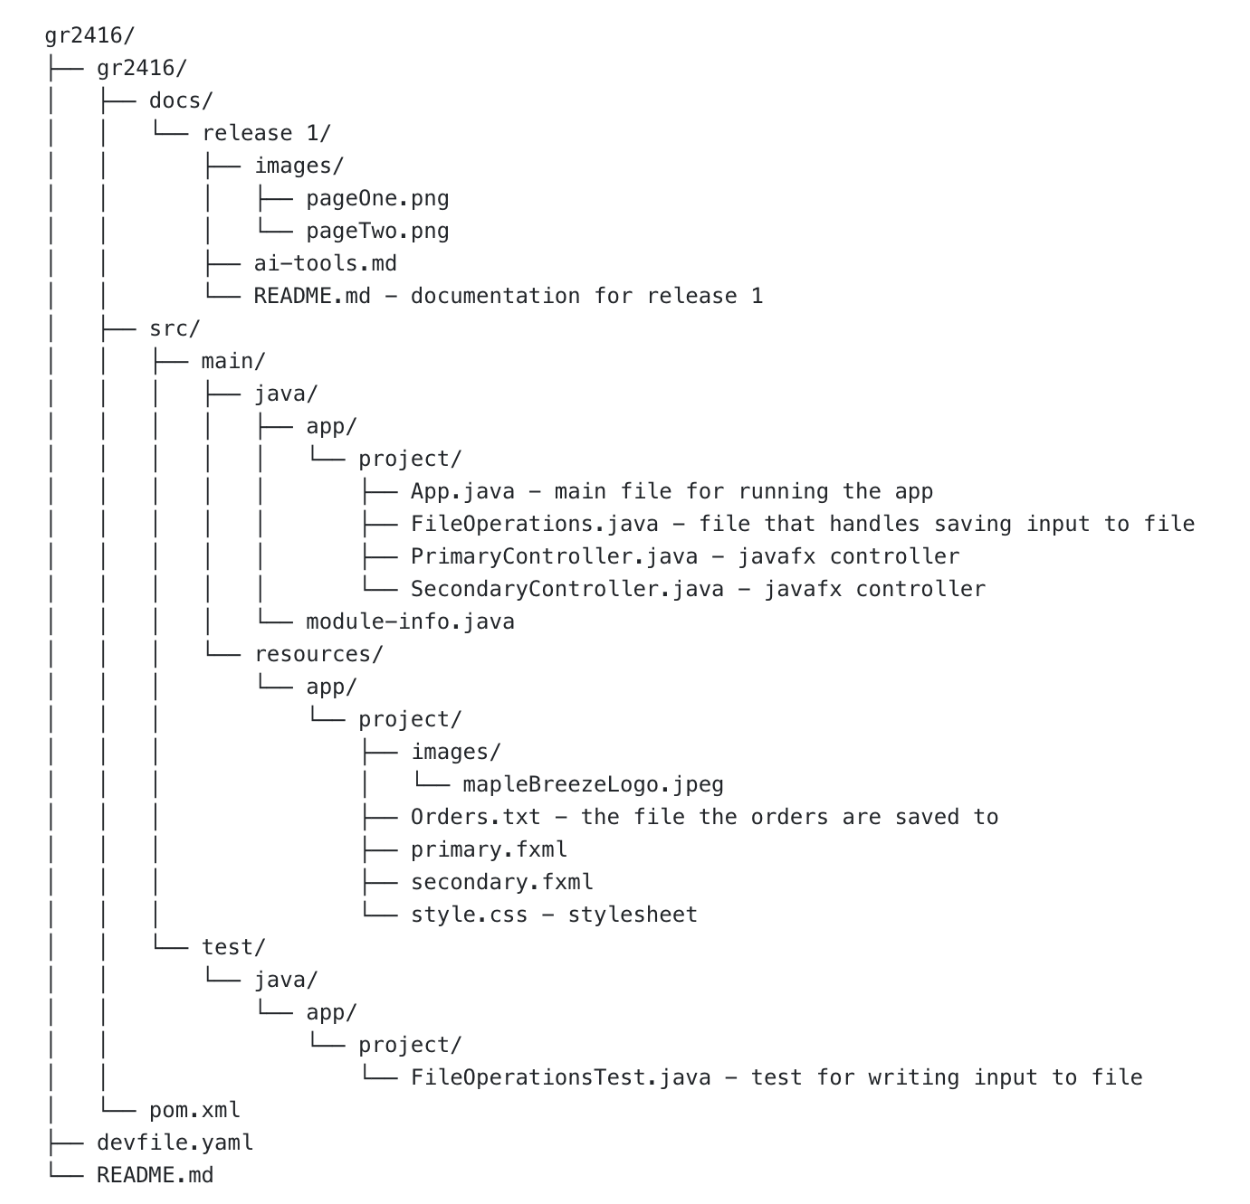 gr2416/
├── gr2416/
│   ├── docs/
│   │   └── release 1/
│   │       ├── images/
│   │       │   ├── pageOne.png
│   │       │   └── pageTwo.png
│   │       ├── ai-tools.md
│   │       └── README.md - documentation for release 1
│   ├── src/
│   │   ├── main/
│   │   │   ├── java/
│   │   │   │   ├── app/
│   │   │   │   │   └── project/
│   │   │   │   │       ├── App.java - main file for running the app
│   │   │   │   │       ├── FileOperations.java - file that handles saving input to file
│   │   │   │   │       ├── PrimaryController.java - javafx controller
│   │   │   │   │       └── SecondaryController.java - javafx controller
│   │   │   │   └── module-info.java
│   │   │   └── resources/
│   │   │       └── app/
│   │   │           └── project/
│   │   │               ├── images/
│   │   │               │   └── mapleBreezeLogo.jpeg
│   │   │               ├── Orders.txt - the file the orders are saved to
│   │   │               ├── primary.fxml
│   │   │               ├── secondary.fxml
│   │   │               └── style.css - stylesheet
│   │   └── test/
│   │       └── java/
│   │           └── app/
│   │               └── project/
│   │                   └── FileOperationsTest.java - test for writing input to file
│   └── pom.xml
├── devfile.yaml
└── README.md